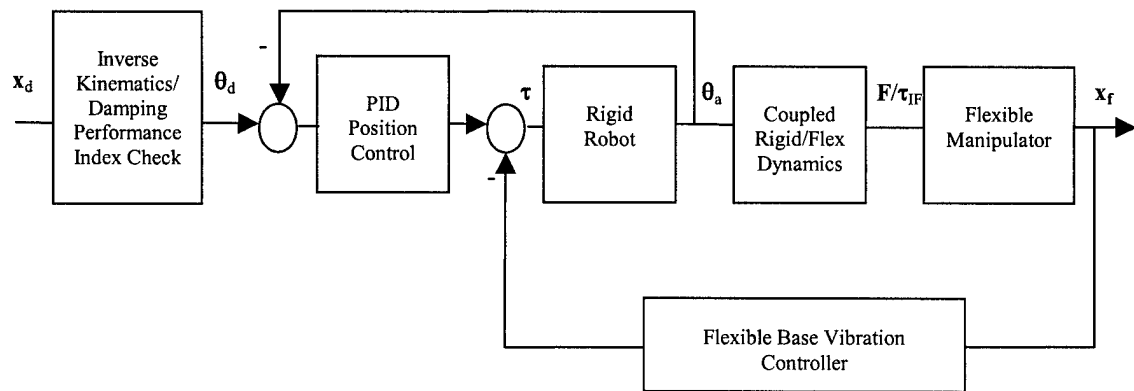 x_d
Inverse
Kinematics/
Damping
Performance
Index Check
θ_d
-
PID
Position
Control
τ
-
Rigid
Robot
θ_a
Coupled
Rigid/Flex
Dynamics
F/τ_IF
Flexible
Manipulator
x_f
Flexible Base Vibration
Controller